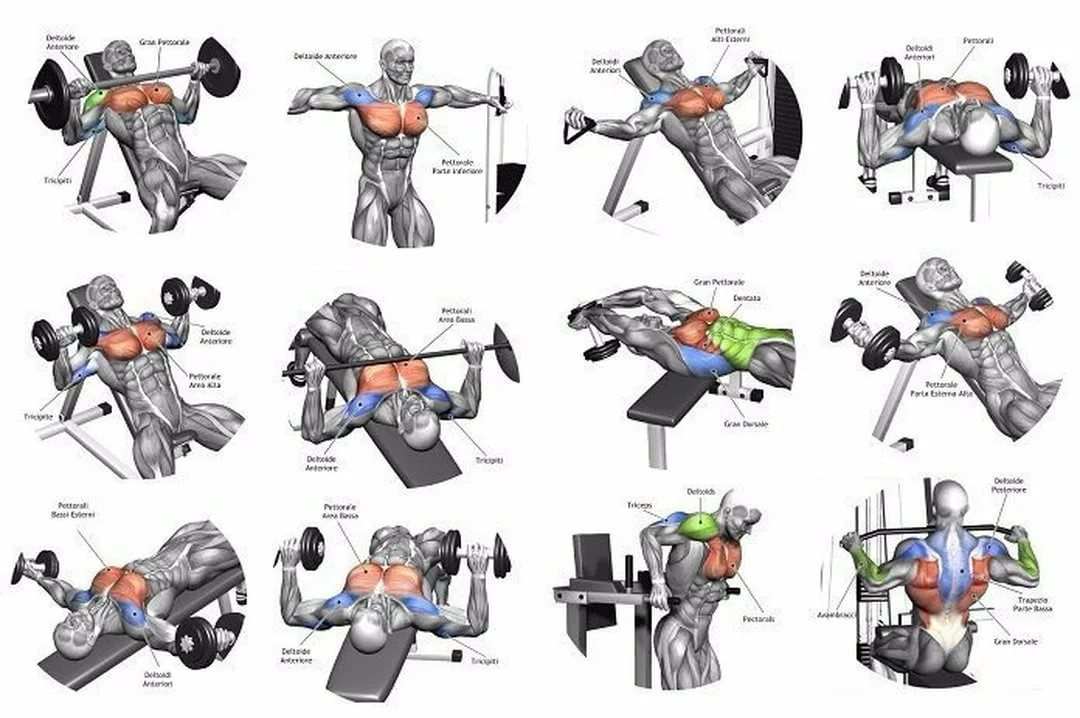 Deltoide
Anteriore
Gran Pettorale
Tricipiti
Deltoide Anteriore
Pettorale
Parte Inferiore
Pettorali
Alti Esterni
Deltoidi
Anteriori
Deltoidi
Anteriori
Pettorali
Tricipiti
Deltoide
Anteriore
Pettorale
Area Alta
Tricipite
Pettorali
Area Bassa
Deltoide
Anteriore
Tricipiti
Gran Pettorale
Dentato
Gran Dorsale
Deltoide
Anteriore
Pettorale
Parte Esterna Alta
Pettorali
Bassi Esterni
Deltoidi
Anteriori
Pettorale
Area Bassa
Deltoide
Anteriore
Tricipiti
Triceps
Deltoids
Pectorals
Deltoide
Posteriore
Avambracci
Trapezio
Parte Bassa
Gran Dorsale